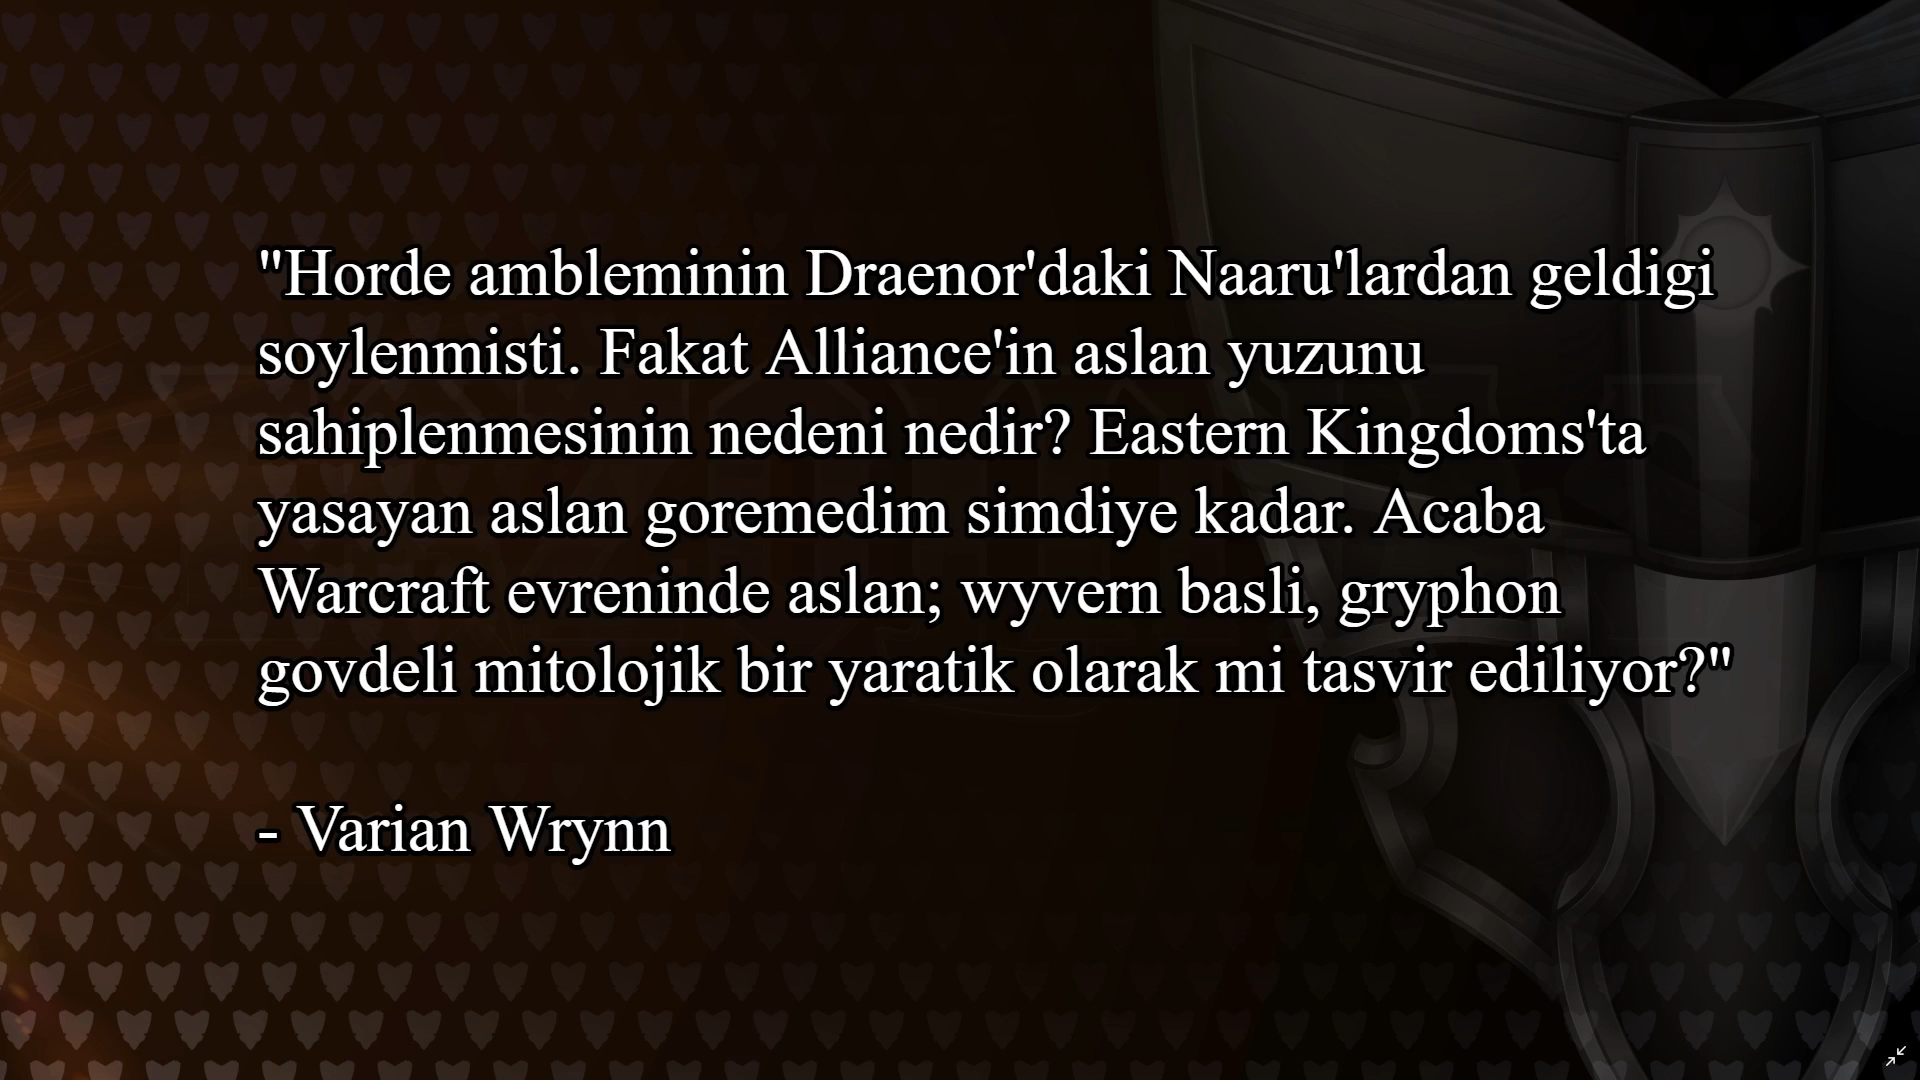 "Horde ambleminin Draenor'daki Naaru'lardan geldigi
soylenmisti. Fakat Alliance'in aslan yuzunu
sahiplenmesinin nedeni nedir? Eastern Kingdoms'ta
yasayan aslan goremedim simdiye kadar. Acaba
Warcraft evreninde aslan; wyvern basli, gryphon
govdeli mitolojik bir yaratik olarak mi tasvir ediliyor?"
- Varian Wrynn